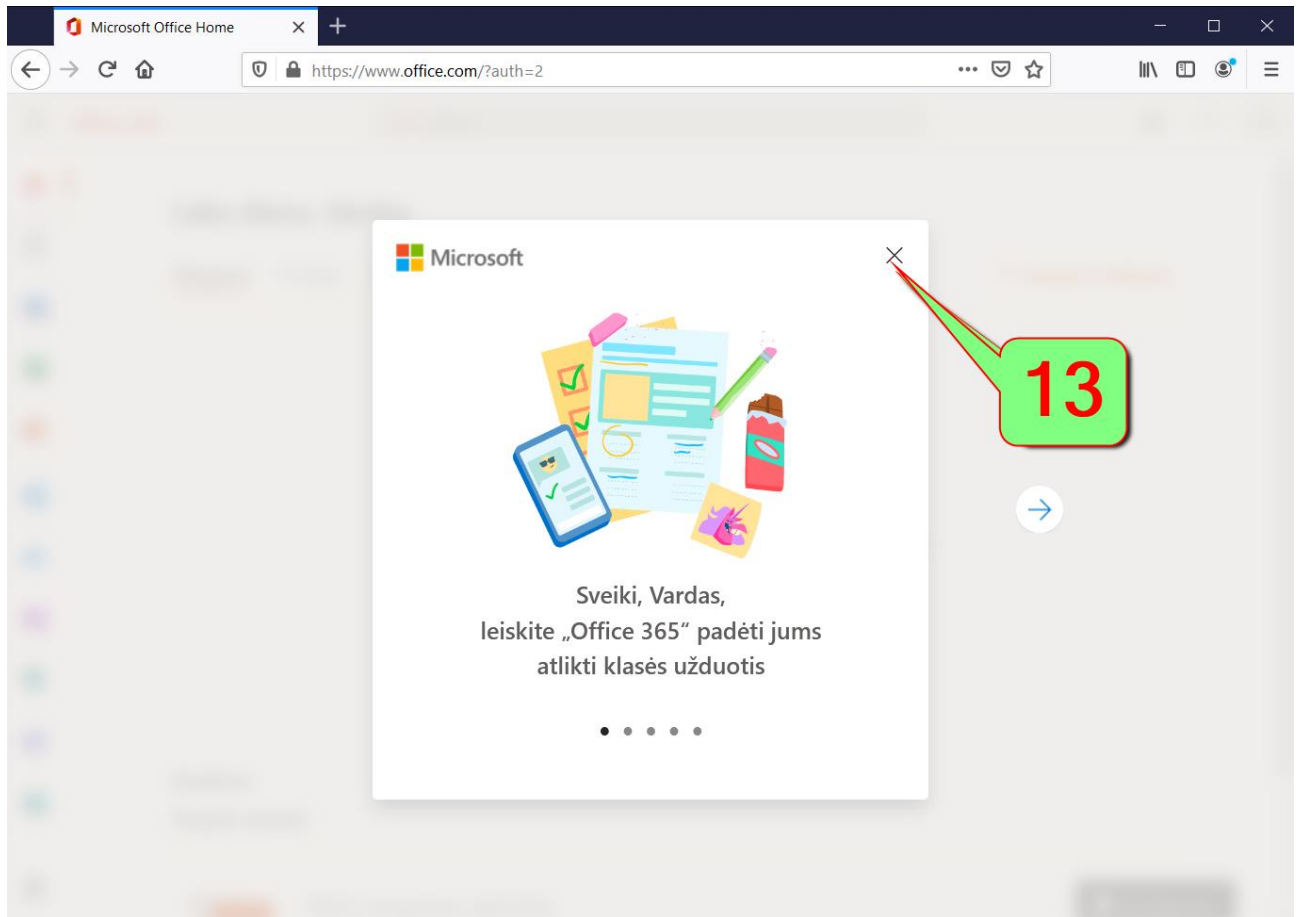 Microsoft Office Home
https://www.office.com/?auth=2
Microsoft
13
Sveiki, Vardas,
leiskite „Office 365“ padėti jums
atlikti klasės užduotis